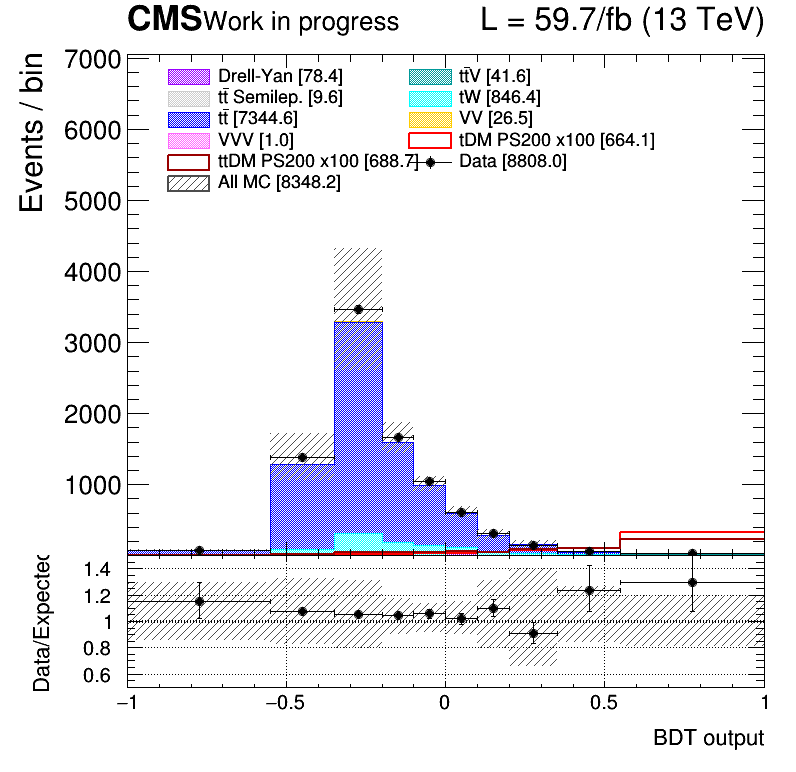 CMS Work in progress L = 59.7/fb (13 TeV)
Events / bin
7000
6000
5000
4000
3000
2000
1000
Drell-Yan [78.4]
tt̄ Semilep. [9.6]
tt̄ [7344.6]
VVV [1.0]
ttDM PS200 x100 [688.7]
All MC [8348.2]
tt̄V [41.6]
tW [846.4]
VV [26.5]
tDM PS200 x100 [664.1]
Data [8808.0]
Data/Expected
1.4
1.2
1
0.8
0.6
−1 −0.5 0 0.5 1
BDT output